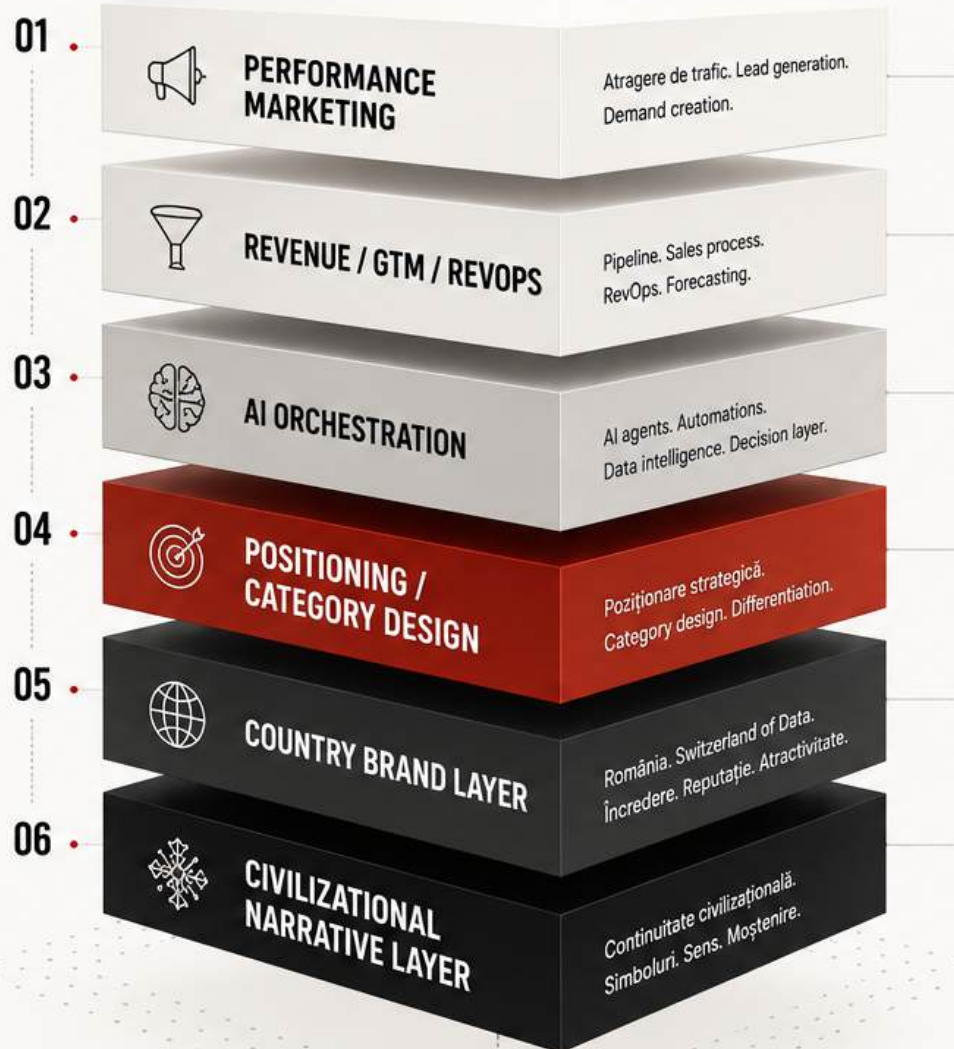 01
PERFORMANCE
MARKETING
Atragere de trafic. Lead generation.
Demand creation.
02
REVENUE / GTM / REVOPS
Pipeline. Sales process.
RevOps. Forecasting.
03
AI ORCHESTRATION
AI agents. Automations.
Data intelligence. Decision layer.
04
POSITIONING /
CATEGORY DESIGN
Poziționare strategică.
Category design. Differentiation.
05
COUNTRY BRAND LAYER
România. Switzerland of Data.
Încredere. Reputație. Atractivitate.
06
CIVILIZATIONAL
NARRATIVE LAYER
Continuitate civilizațională.
Simboluri. Sens. Moștenire.